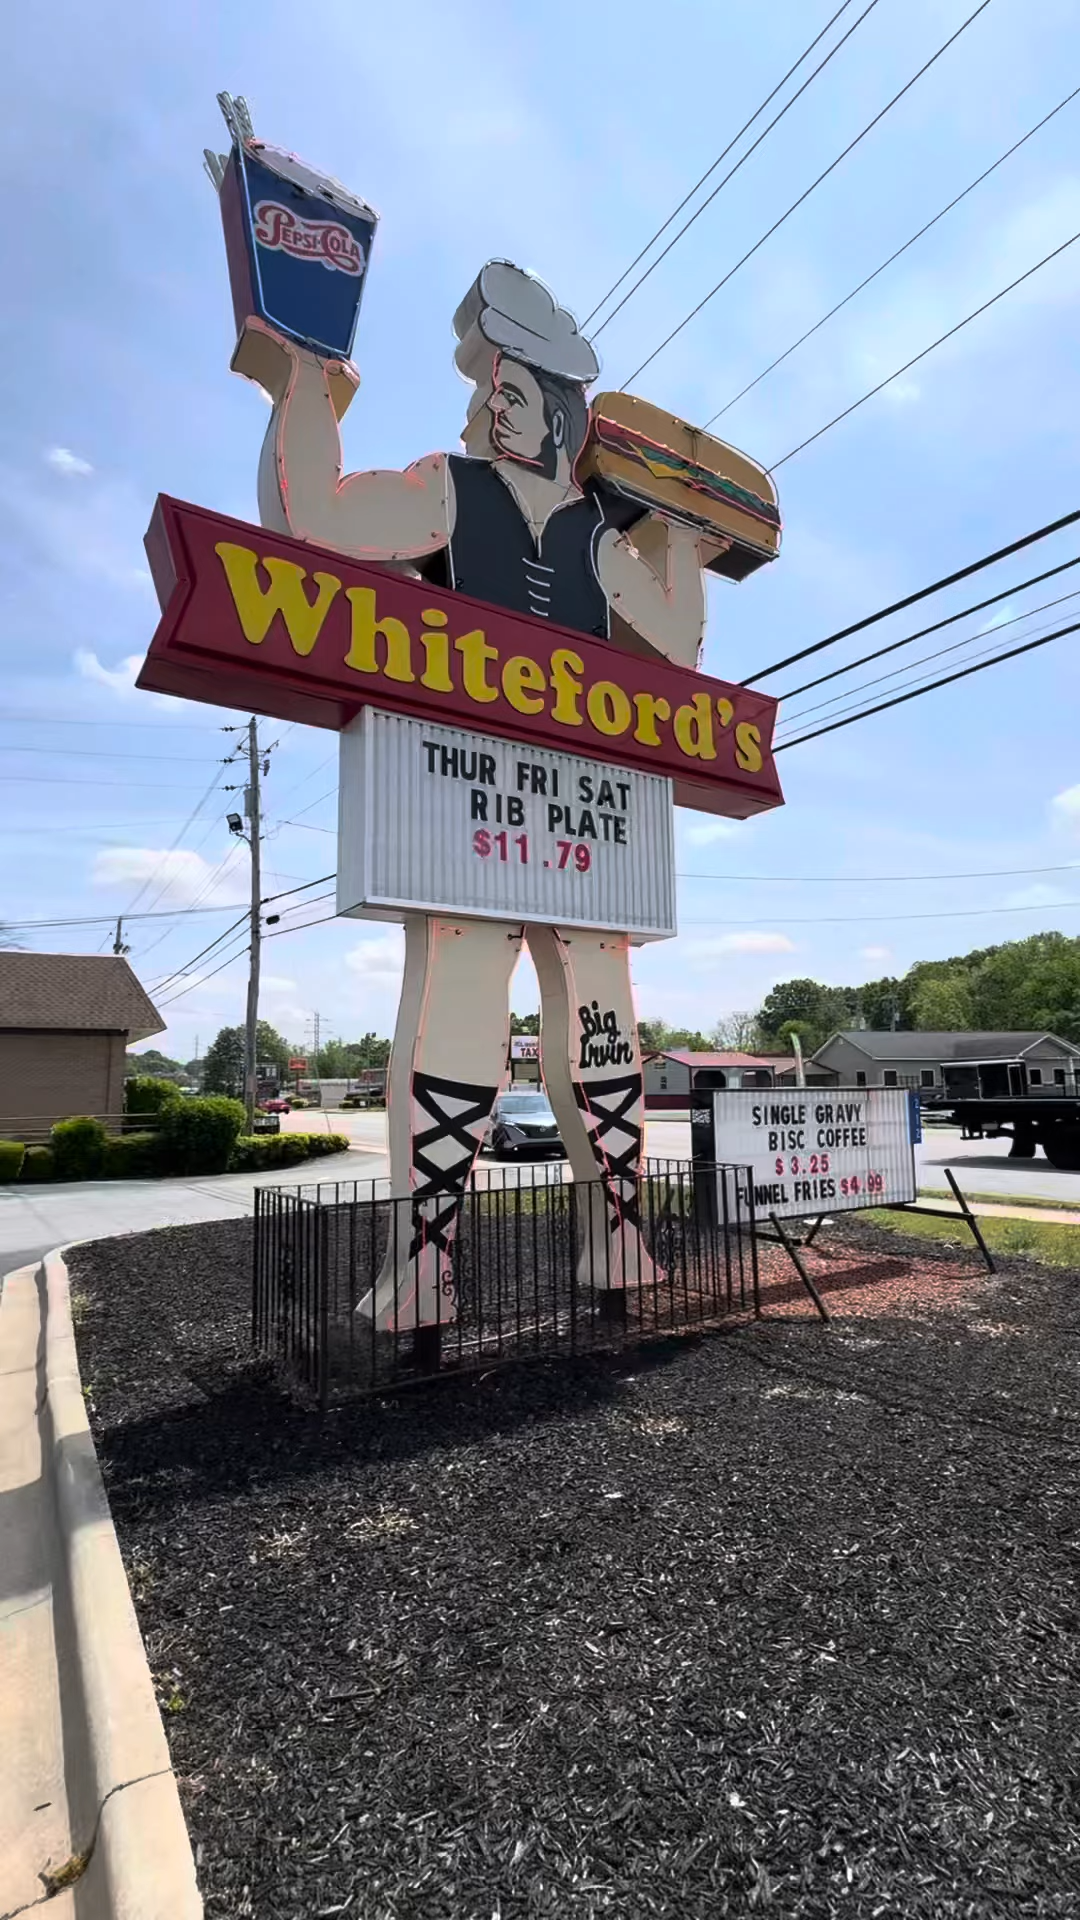 PEPSI-COLA
Whiteford's
THUR FRI SAT
RIB PLATE
$11.79
Big
Irvin
TAX
SINGLE GRAVY
BISC COFFEE
$3.25
FUNNEL FRIES $4.99